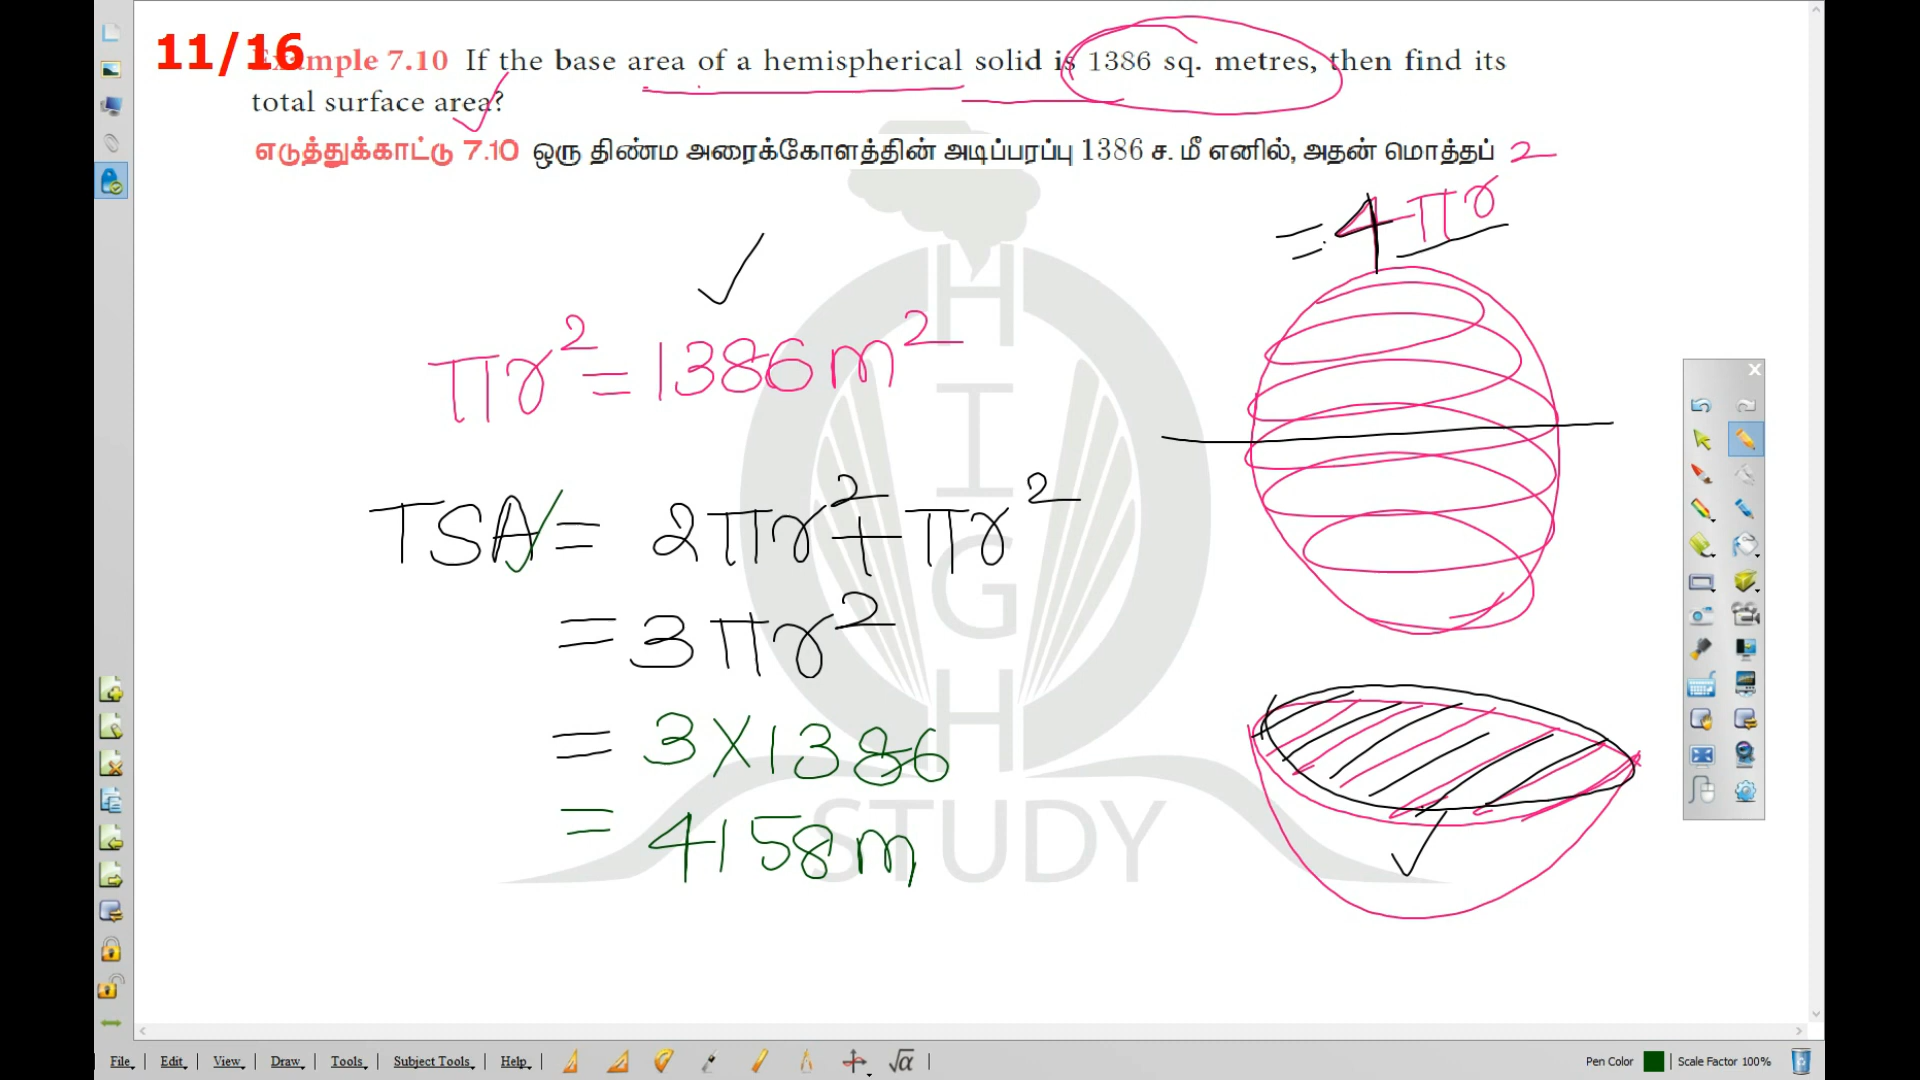 11/16
Example 7.10 If the base area of a hemispherical solid is 1386 sq. metres, then find its
total surface area?
எடுத்துக்காட்டு 7.10 ஒரு திண்ம அரைக்கோளத்தின் அடிப்பரப்பு 1386 ச. மீ எனில், அதன் மொத்தப்
= 4πr²
πr² = 1386 m²
TSA = 2πr² + πr²
= 3πr²
= 3 X 1386
= 4158 m
HIGH
STUDY
File Edit View Draw Tools Subject Tools Help √α Pen Color Scale Factor 100%